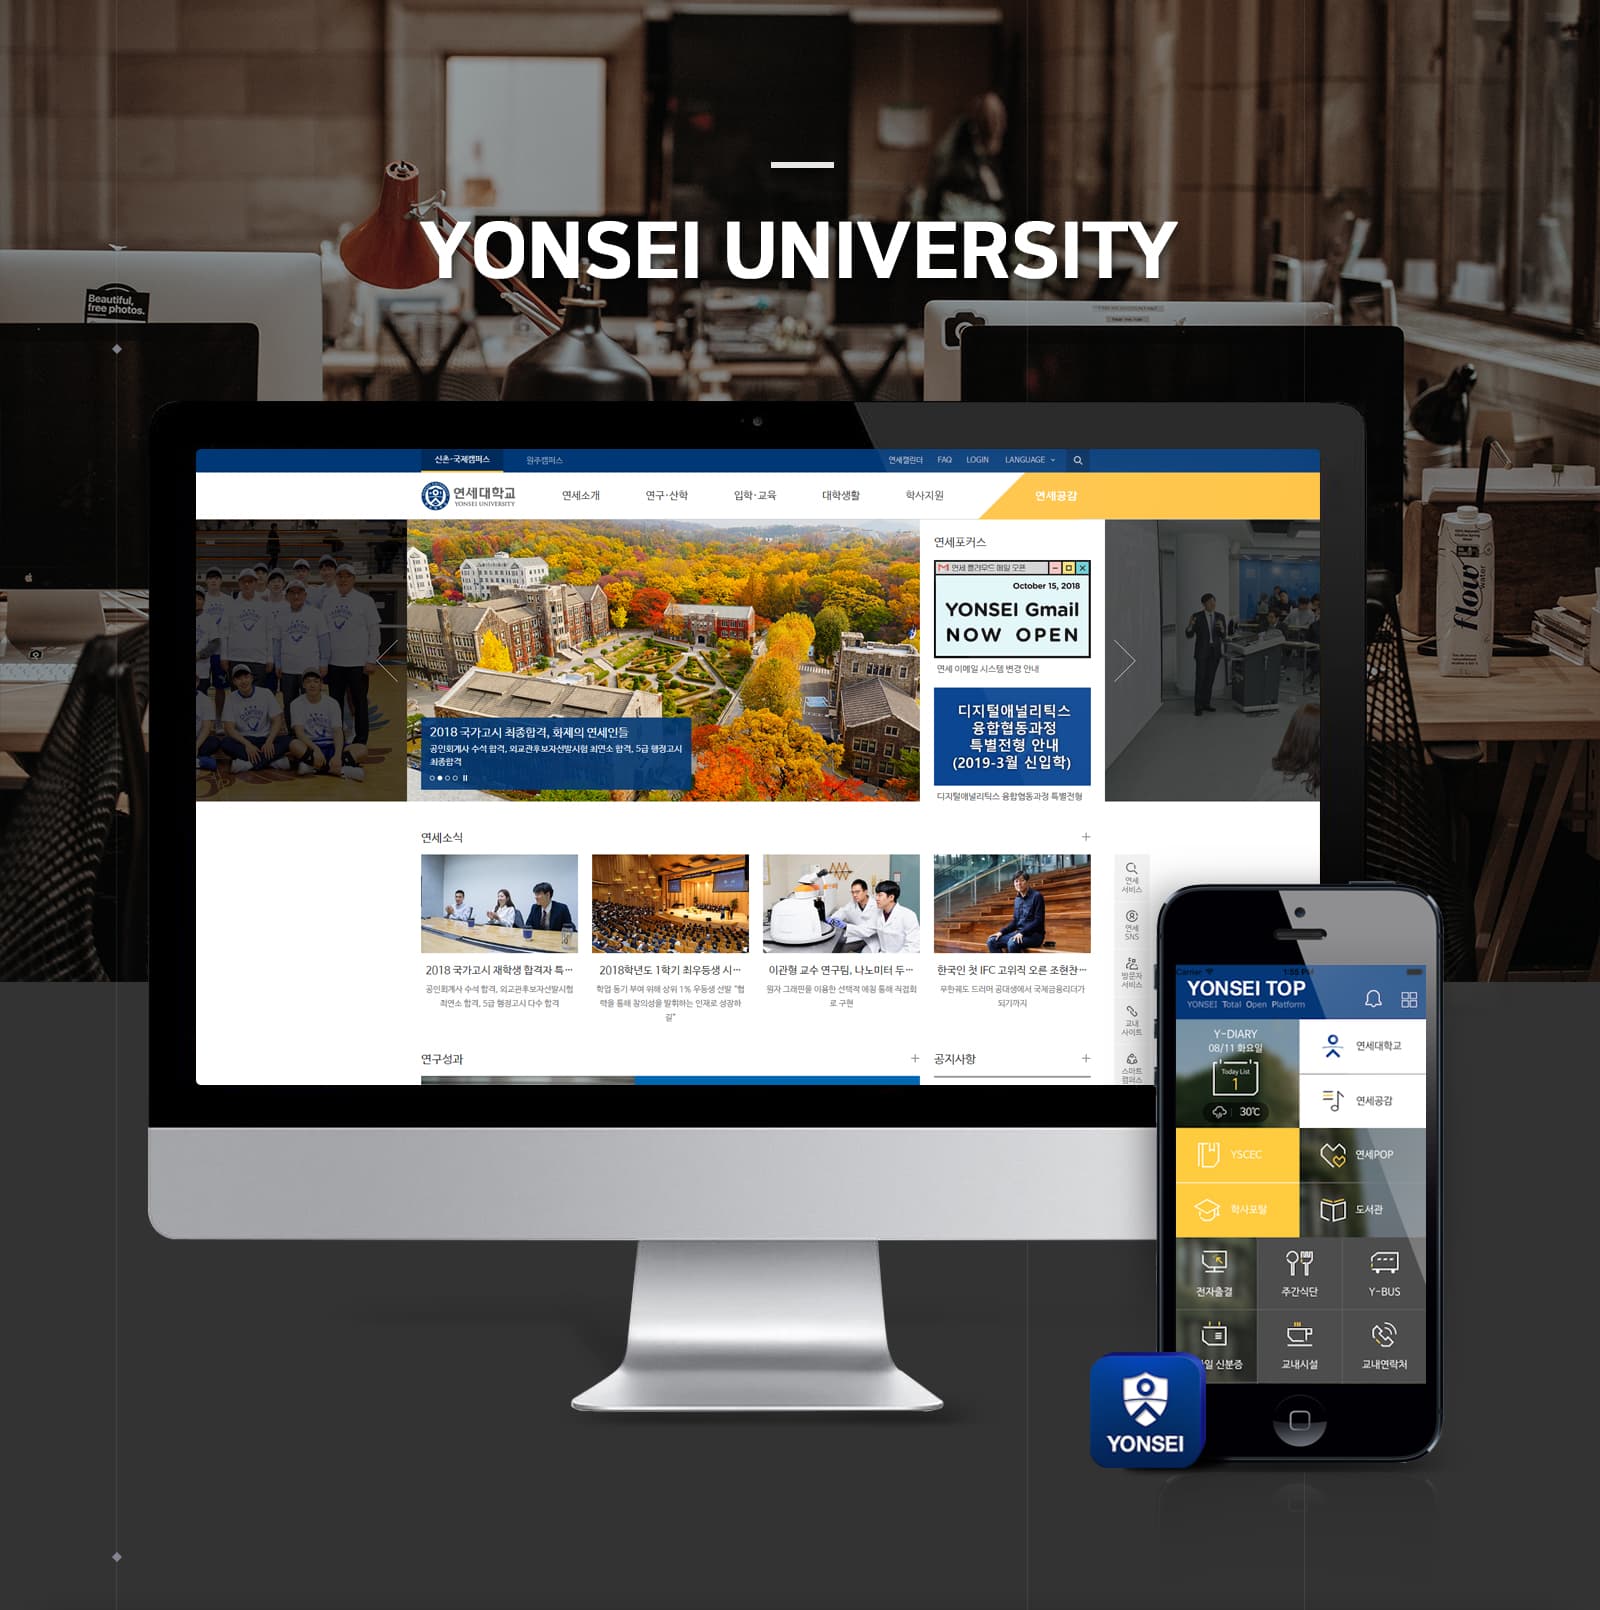 YONSEI UNIVERSITY
Beautiful,
free photos.
flow
water
신촌·국제캠퍼스
원주캠퍼스
연세캘린더
FAQ
LOGIN
LANGUAGE
연세대학교
YONSEI UNIVERSITY
연세소개
연구·산학
입학·교육
대학생활
학사지원
연세공감
2018 국가고시 최종합격, 화제의 연세인들
공인회계사 수석 합격, 외교관후보자선발시험 최연소 합격, 5급 행정고시
최종합격
연세포커스
연세 클라우드 메일 오픈
October 15, 2018
YONSEI Gmail
NOW OPEN
연세 이메일 시스템 변경 안내
디지털애널리틱스
융합협동과정
특별전형 안내
(2019-3월 신입학)
디지털애널리틱스 융합협동과정 특별전형
연세소식
2018 국가고시 재학생 합격자 특···
공인회계사 수석 합격, 외교관후보자선발시험
최연소 합격, 5급 행정고시 다수 합격
2018학년도 1학기 최우등생 시···
학업 동기 부여 위해 상위 1% 우등생 선발 “협
력을 통해 창의성을 발휘하는 인재로 성장하
길”
이관형 교수 연구팀, 나노미터 두···
원자 그래핀을 이용한 선택적 에칭 통해 직접회
로 구현
한국인 첫 IFC 고위직 오른 조현찬···
무한궤도 드러머 공대생에서 국제금융리더가
되기까지
연세
서비스
연세
SNS
방문자
서비스
교내
사이트
스마트
캠퍼스
연구성과
공지사항
Carrier
1:55 PM
YONSEI TOP
YONSEI Total Open Platform
Y-DIARY
08/11 화요일
Today List
1
30℃
연세대학교
연세공감
YSCEC
연세POP
학사포탈
도서관
전자출결
주간식단
Y-BUS
일 신분증
교내시설
교내연락처
YONSEI